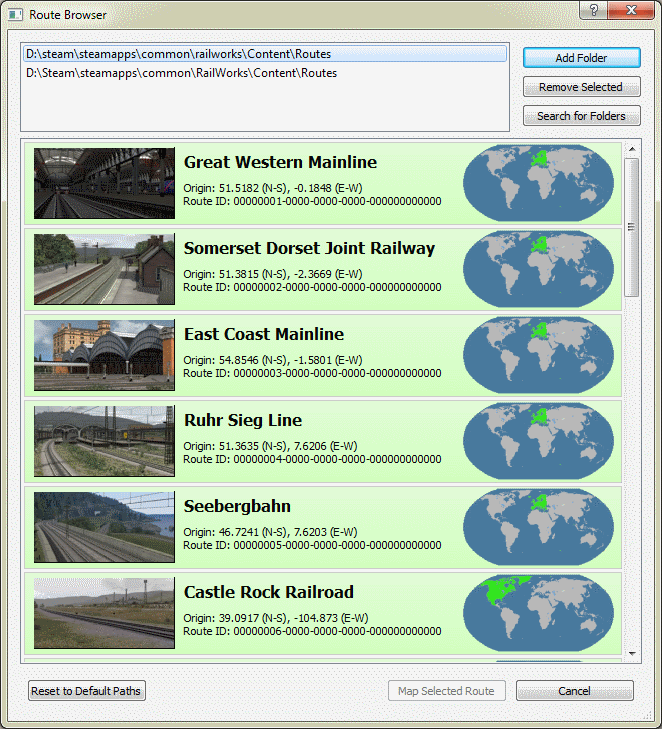 Route Browser
D:\steam\steamapps\common\railworks\Content\Routes
D:\Steam\steamapps\common\RailWorks\Content\Routes
Add Folder
Remove Selected
Search for Folders
Great Western Mainline
Origin: 51.5182 (N-S), -0.1848 (E-W)
Route ID: 00000001-0000-0000-0000-000000000000
Somerset Dorset Joint Railway
Origin: 51.3815 (N-S), -2.3669 (E-W)
Route ID: 00000002-0000-0000-0000-000000000000
East Coast Mainline
Origin: 54.8546 (N-S), -1.5801 (E-W)
Route ID: 00000003-0000-0000-0000-000000000000
Ruhr Sieg Line
Origin: 51.3635 (N-S), 7.6206 (E-W)
Route ID: 00000004-0000-0000-0000-000000000000
Seebergbahn
Origin: 46.7241 (N-S), 7.6203 (E-W)
Route ID: 00000005-0000-0000-0000-000000000000
Castle Rock Railroad
Origin: 39.0917 (N-S), -104.873 (E-W)
Route ID: 00000006-0000-0000-0000-000000000000
Reset to Default Paths
Map Selected Route
Cancel